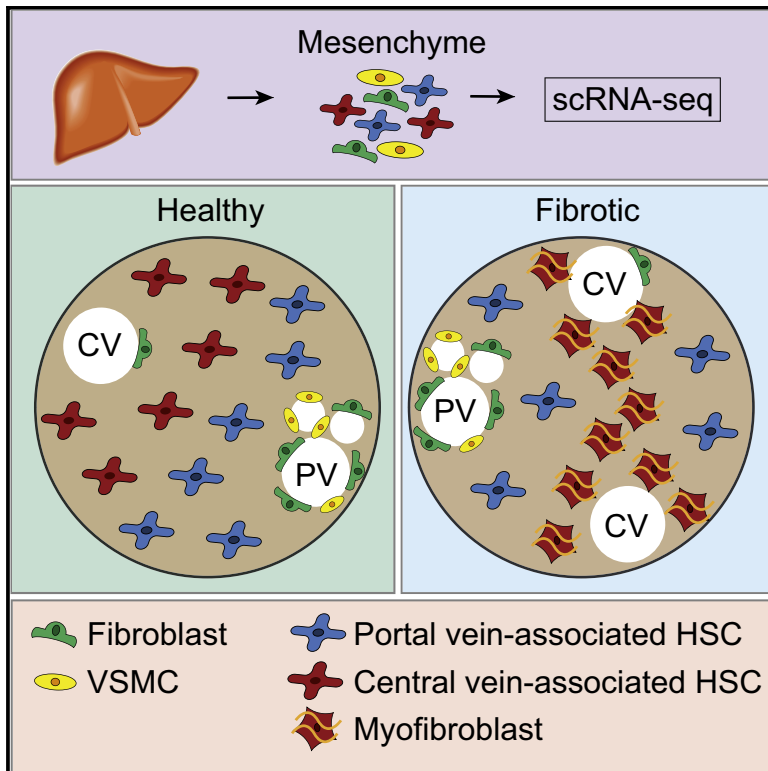 Mesenchyme
scRNA-seq
Healthy
CV
PV
Fibrotic
CV
PV
CV
Fibroblast
VSMC
Portal vein-associated HSC
Central vein-associated HSC
Myofibroblast